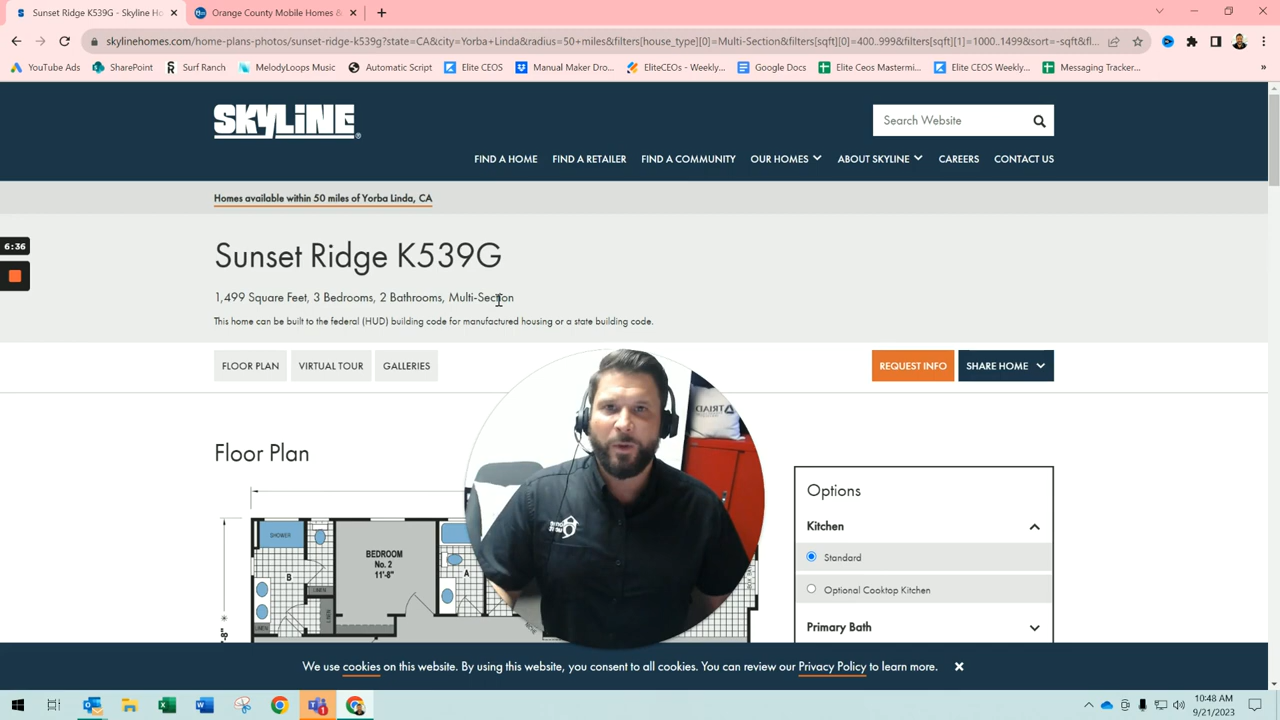 Sunset Ridge K539G - Skyline Ho
Orange County Mobile Homes &
skylinehomes.com/home-plans-photos/sunset-ridge-k539g?state=CA&city=Yorba+Linda&radius=50+miles&filters[house_type][0]=Multi-Section&filters[sqft][0]=400..999&filters[sqft][1]=1000..1499&sort=-sqft&fl...
YouTube Ads
SharePoint
Surf Ranch
MelodyLoops Music
Automatic Script
Elite CEOS
Manual Maker Dro...
EliteCEOs - Weekly...
Google Docs
Elite Ceos Mastermi...
Elite CEOS Weekly...
Messaging Tracker...
SKYLINE
Search Website
FIND A HOME
FIND A RETAILER
FIND A COMMUNITY
OUR HOMES
ABOUT SKYLINE
CAREERS
CONTACT US
Homes available within 50 miles of Yorba Linda, CA
6:36
Sunset Ridge K539G
1,499 Square Feet, 3 Bedrooms, 2 Bathrooms, Multi-Section
This home can be built to the federal (HUD) building code for manufactured housing or a state building code.
FLOOR PLAN
VIRTUAL TOUR
GALLERIES
REQUEST INFO
SHARE HOME
Floor Plan
SHOWER
BEDROOM
No. 2
11'-8"
B
A
LINEN
LINEN
Options
Kitchen
Standard
Optional Cooktop Kitchen
Primary Bath
We use cookies on this website. By using this website, you consent to all cookies. You can review our Privacy Policy to learn more.
10:48 AM
9/21/2023